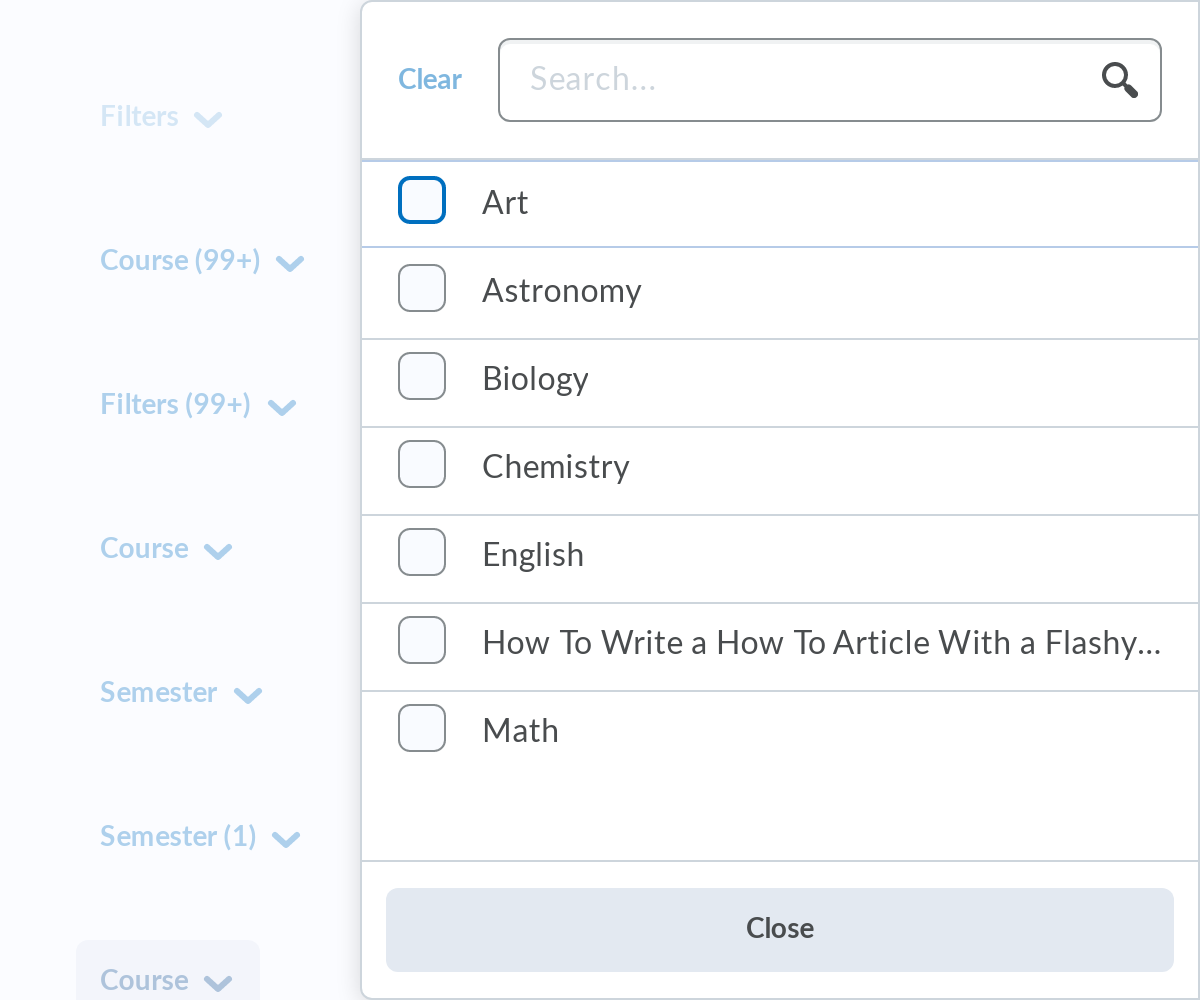 Filters
Course (99+)
Filters (99+)
Course
Semester
Semester (1)
Course
Clear
Search...
Art
Astronomy
Biology
Chemistry
English
How To Write a How To Article With a Flashy...
Math
Close